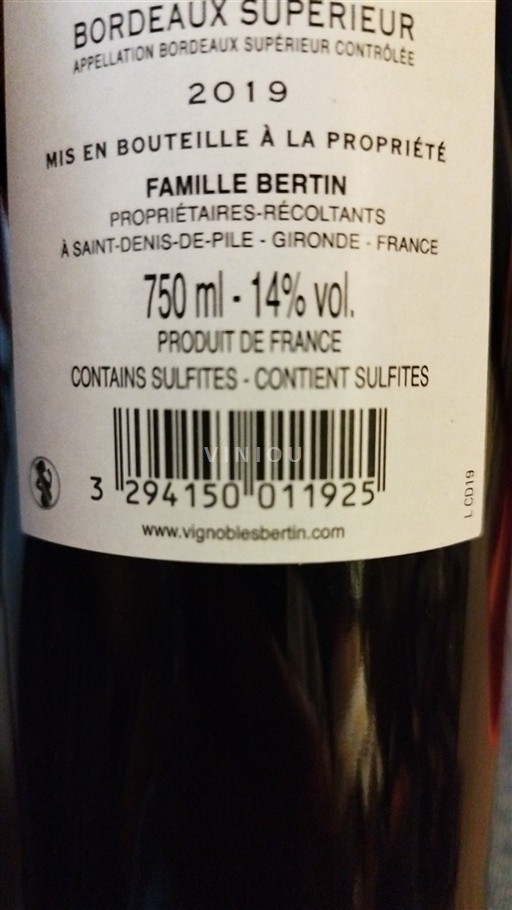 BORDEAUX SUPÉRIEUR
APPELLATION BORDEAUX SUPÉRIEUR CONTRÔLÉE
2019
MIS EN BOUTEILLE À LA PROPRIÉTÉ
FAMILLE BERTIN
PROPRIÉTAIRES-RÉCOLTANTS
À SAINT-DENIS-DE-PILE - GIRONDE - FRANCE
750 ml - 14% vol.
PRODUIT DE FRANCE
CONTAINS SULFITES - CONTIENT SULFITES
VINIOU
3 294150 011925
L CD19
www.vignoblesbertin.com